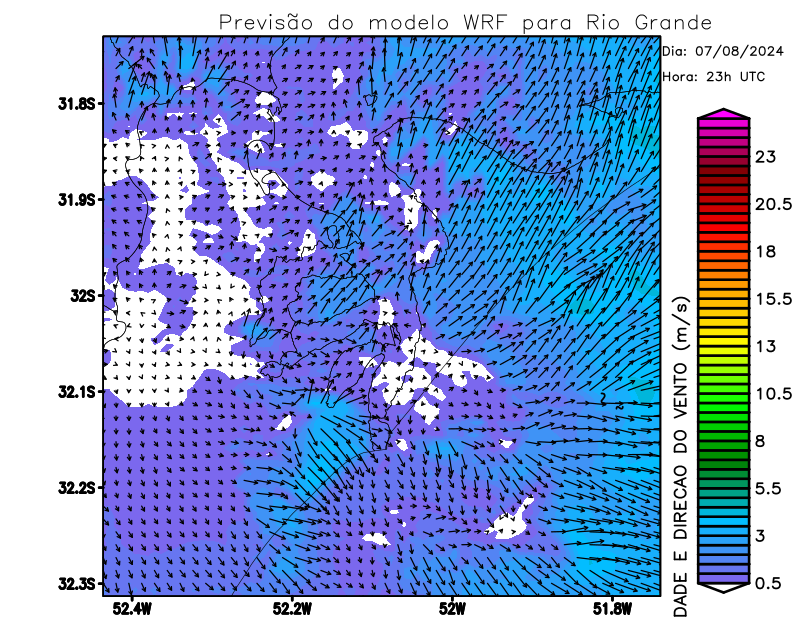 Previsão do modelo WRF para Rio Grande
Dia: 07/08/2024
Hora: 23h UTC
31.8S
31.9S
32S
32.1S
32.2S
32.3S
52.4W
52.2W
52W
51.8W
23
20.5
18
15.5
13
10.5
8
5.5
3
0.5
DADE E DIRECAO DO VENTO (m/s)